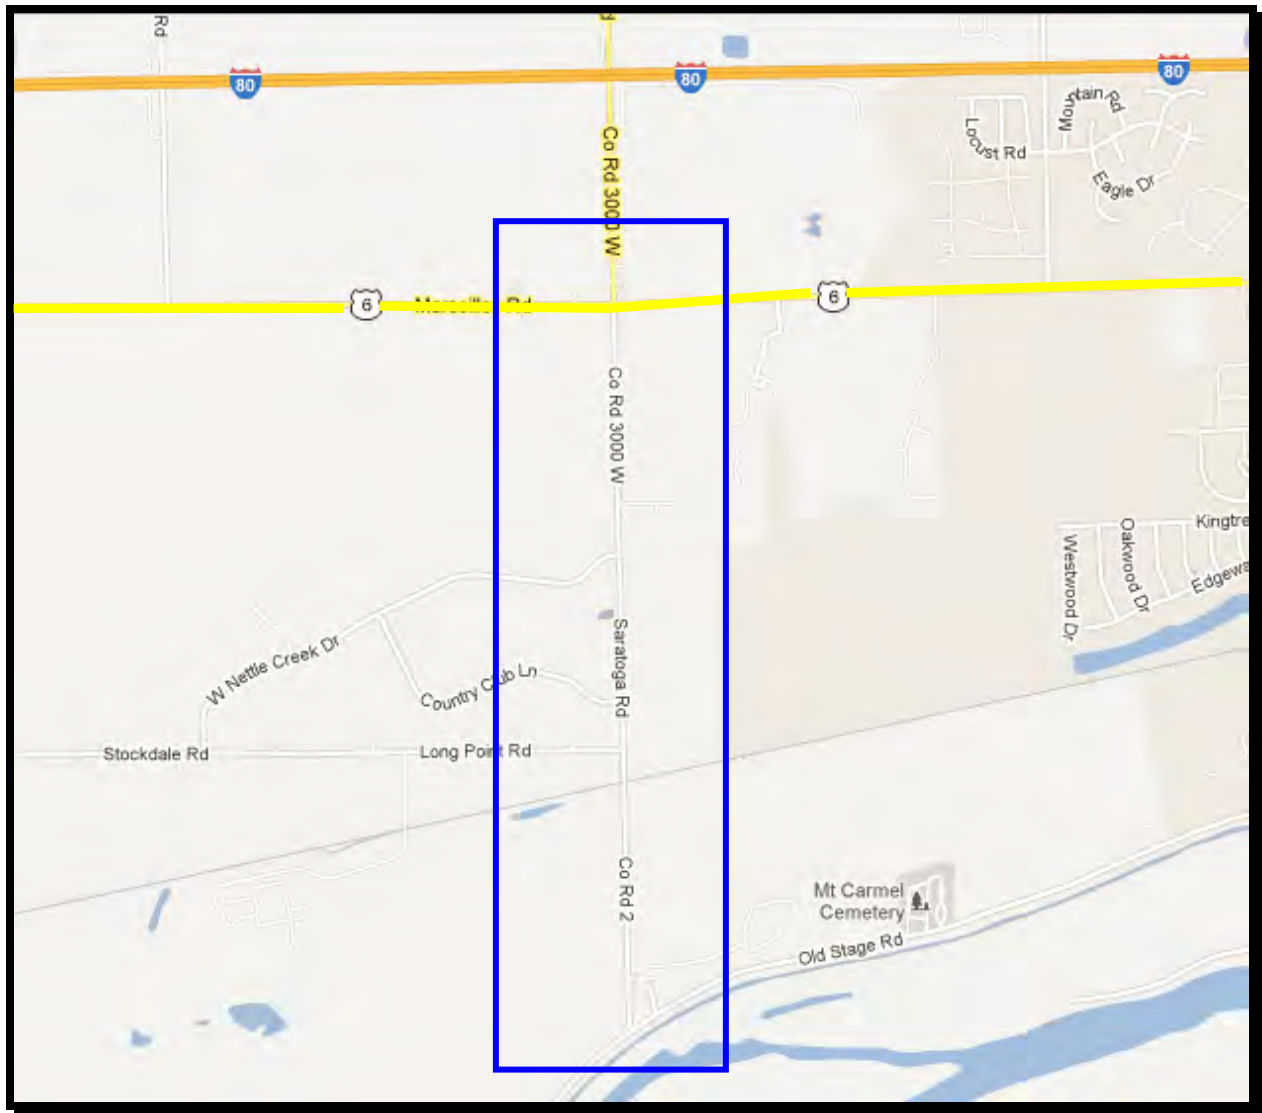 Rd
80
80
80
Mountain Rd
Locust Rd
Eagle Dr
Co Rd 3000 W
6
Marseilles Rd
6
Co Rd 3000 W
Westwood Dr
Oakwood Dr
Kingtre
Edgewa
Saratoga Rd
W Nettle Creek Dr
Country Club Ln
Stockdale Rd
Long Point Rd
Co Rd 2
Mt Carmel
Cemetery
Old Stage Rd